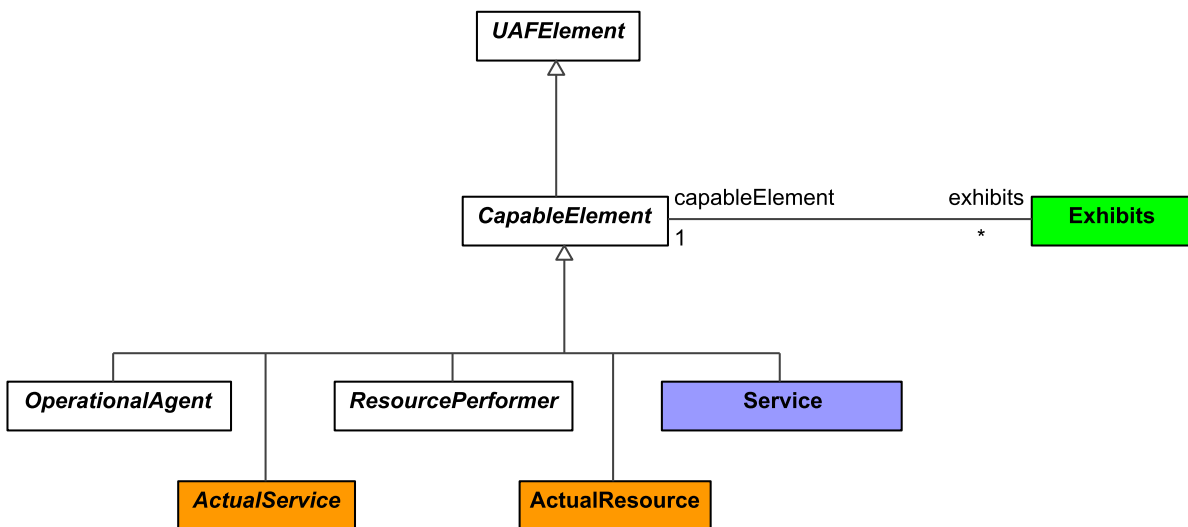 UAFElement
capableElement
exhibits
CapableElement
Exhibits
1
*
OperationalAgent
ResourcePerformer
Service
ActualService
ActualResource